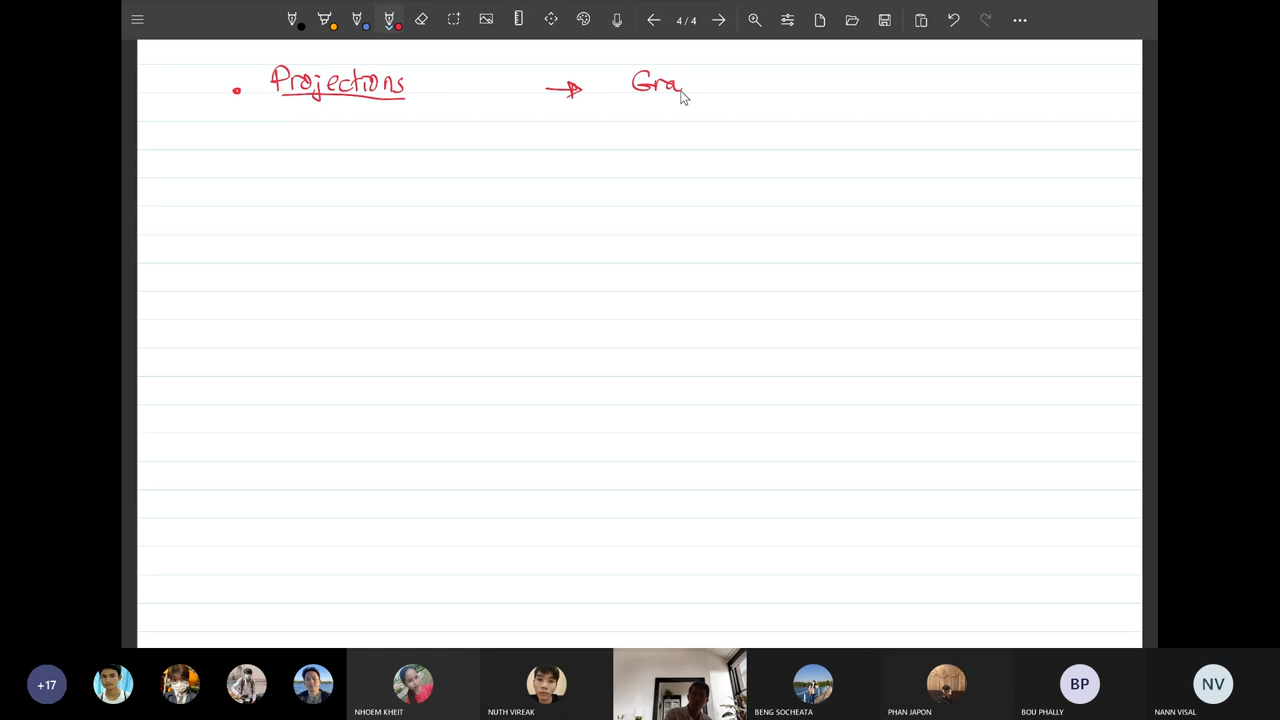 4/4
Projections → Gra
+17
NHOEM KHEIT
NUTH VIREAK
BENG SOCHEATA
PHAN JAPON
BP
BOU PHALLY
NV
NANN VISAL